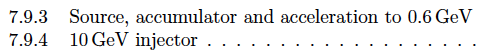 7.9.3 Source, accumulator and acceleration to 0.6 GeV
7.9.4 10 GeV injector . . . . . . . . . . . . . . . . . .